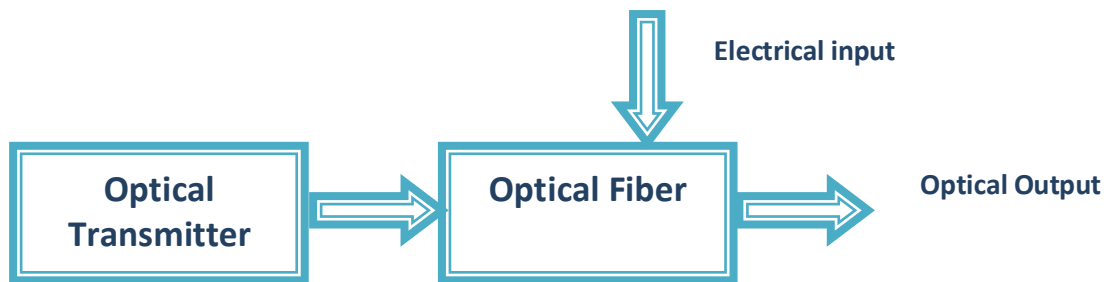 Electrical input
Optical
Transmitter
Optical Fiber
Optical Output